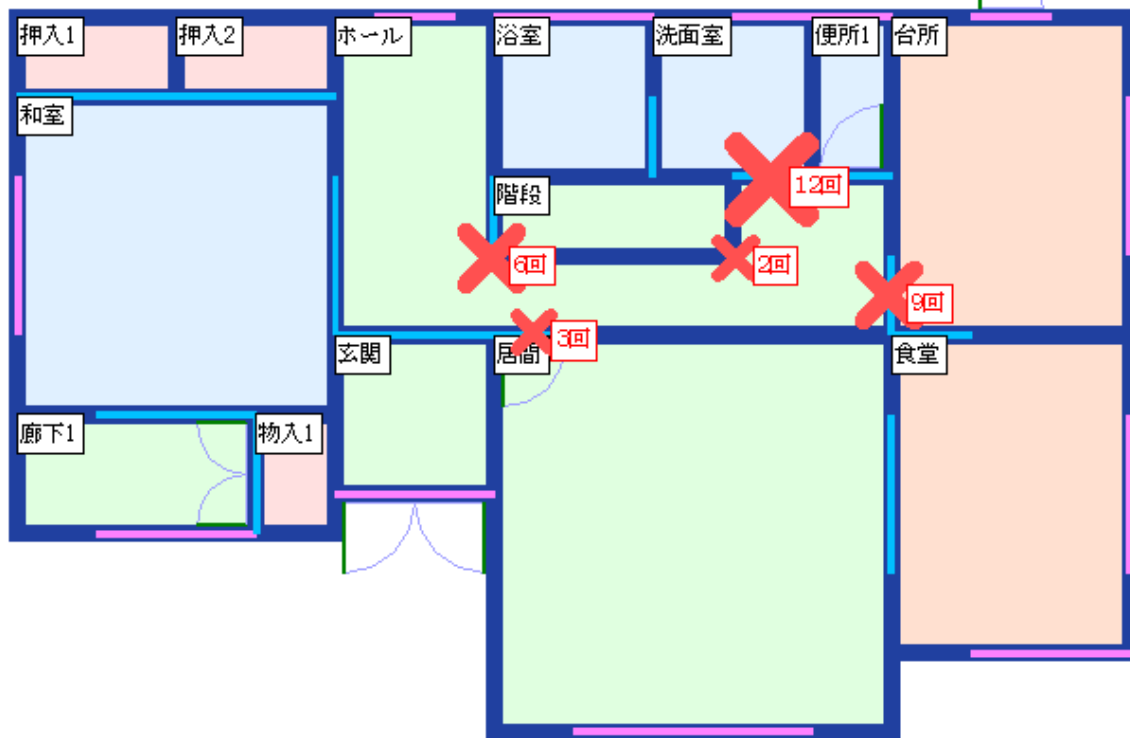 押入1
押入2
ホール
浴室
洗面室
便所1
台所
和室
12回
階段
6回
2回
9回
3回
玄関
居間
食堂
廊下1
物入1